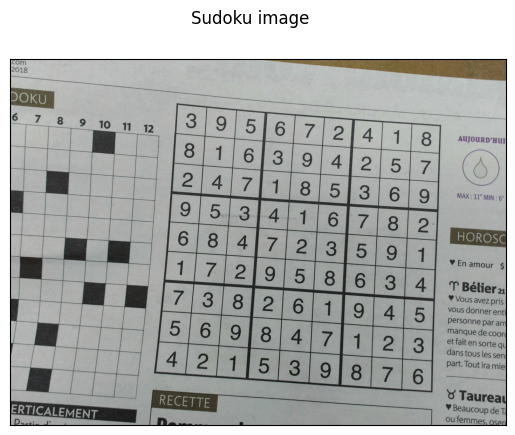 Sudoku image
.com
2018
DOKU
6 7 8 9 10 11 12
3 9 5 6 7 2 4 1 8
8 1 6 3 9 4 2 5 7
2 4 7 1 8 5 3 6 9
9 5 3 4 1 6 7 8 2
6 8 4 7 2 3 5 9 1
1 7 2 9 5 8 6 3 4
7 3 8 2 6 1 9 4 5
5 6 9 8 4 7 1 2 3
4 2 1 5 3 9 8 7 6
ERTICALEMENT
RECETTE
AUJOURD'HUI
MAX : 11° MIN : 6°
HOROSC
♥ En amour $
♈ Bélier 21
♥ Vous avez pris
vous donner enti
personne par am
manque de coor
et fait en sorte qu
dans tous les sen
part. Tout ira mie
♉ Taureau
♥ Beaucoup de T
ou femmes, oser